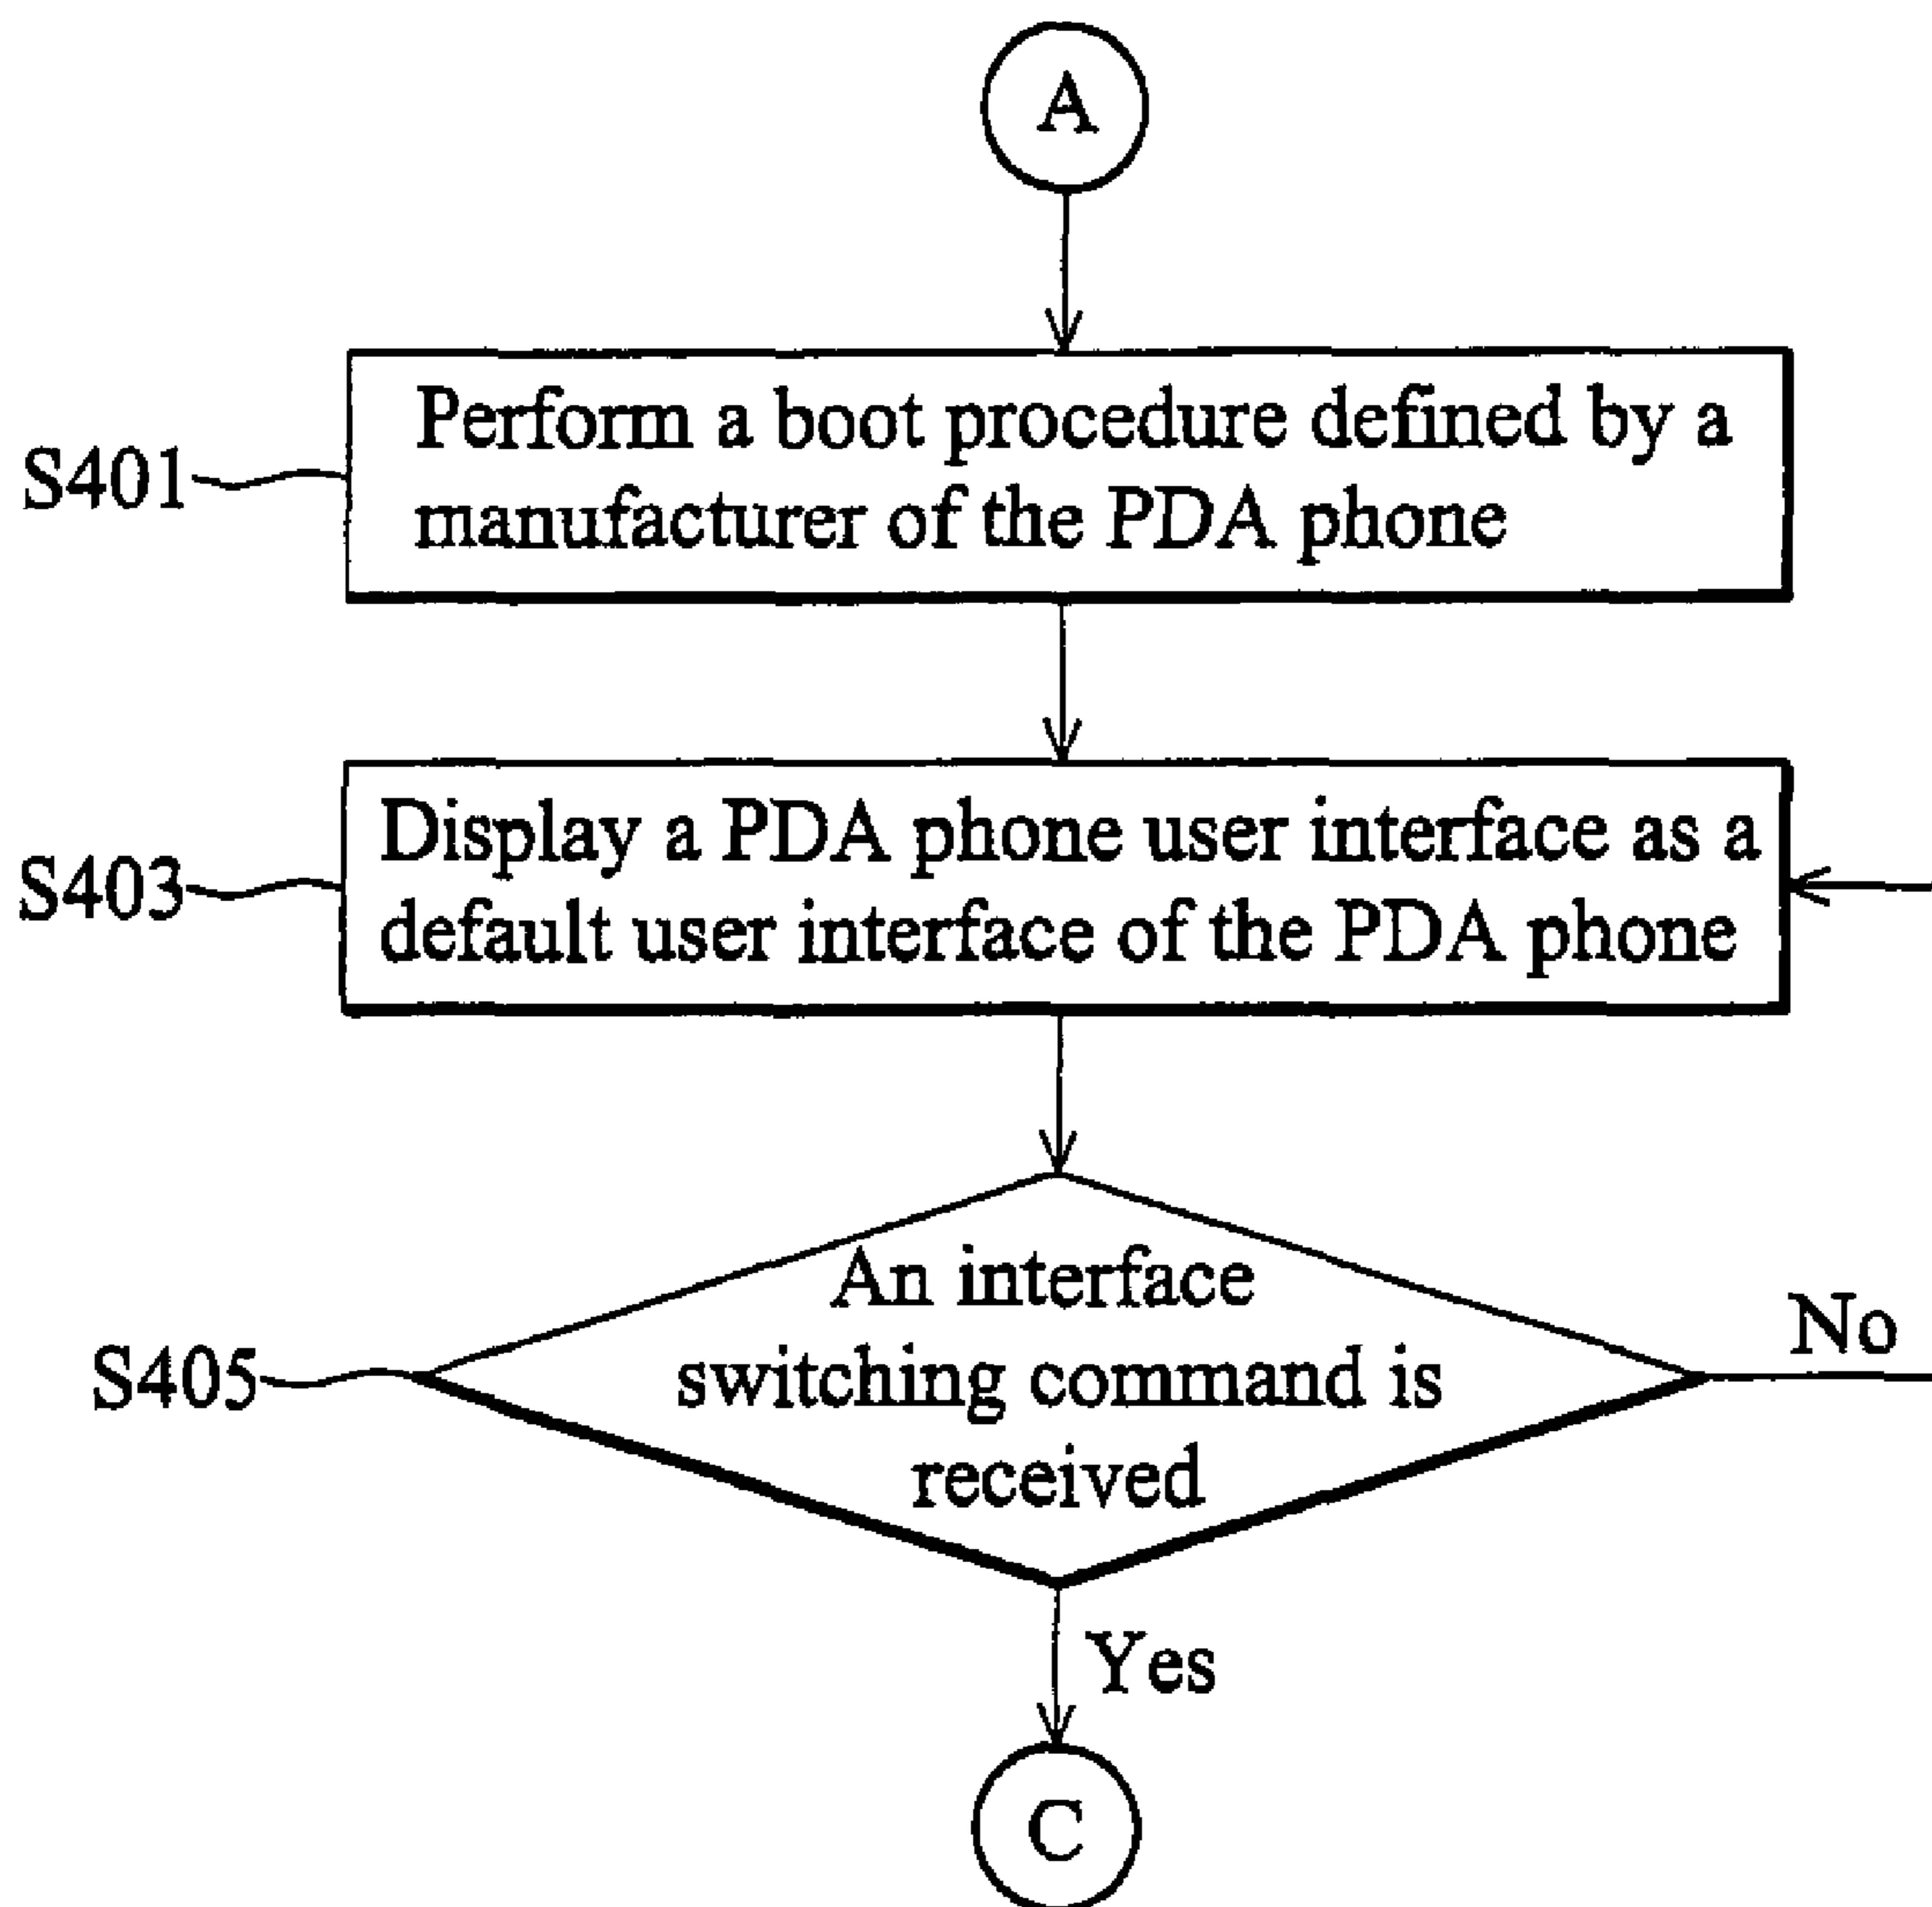 A
Perform a boot procedure defined by a
manufacturer of the PDA phone
S401
Display a PDA phone user interface as a
default user interface of the PDA phone
S403
An interface
switching command is
received
S405
No
Yes
C